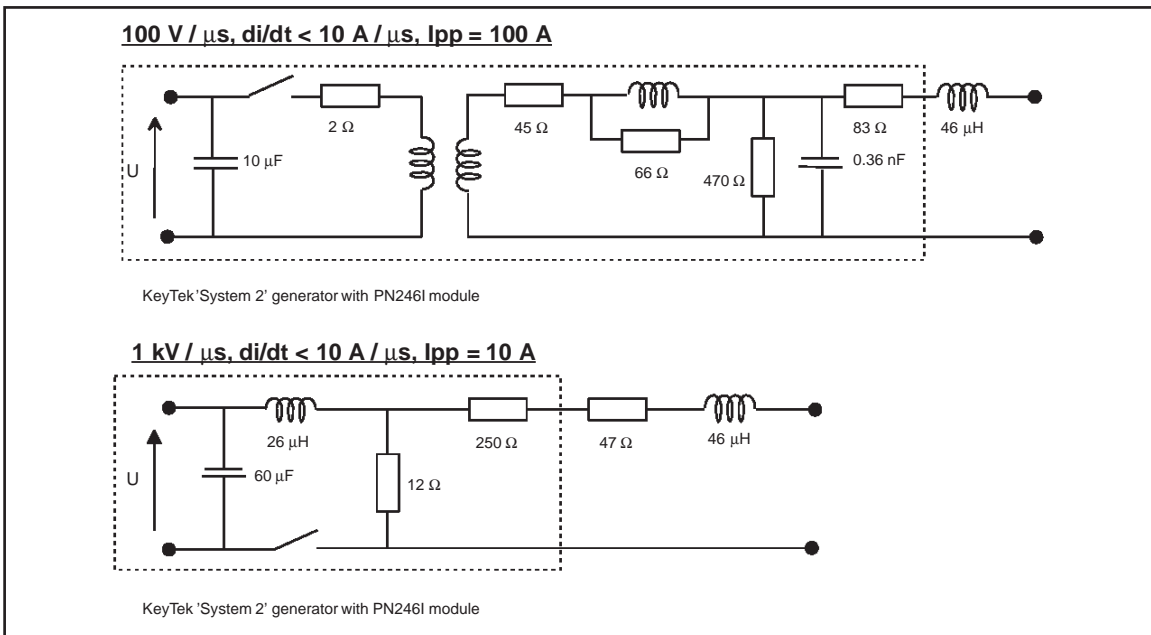 100 V / μs, di/dt < 10 A / μs, Ipp = 100 A
2 Ω
45 Ω
83 Ω
46 μH
U
10 μF
66 Ω
470 Ω
0.36 nF
KeyTek 'System 2' generator with PN246I module
1 kV / μs, di/dt < 10 A / μs, Ipp = 10 A
26 μH
250 Ω
47 Ω
46 μH
U
60 μF
12 Ω
KeyTek 'System 2' generator with PN246I module